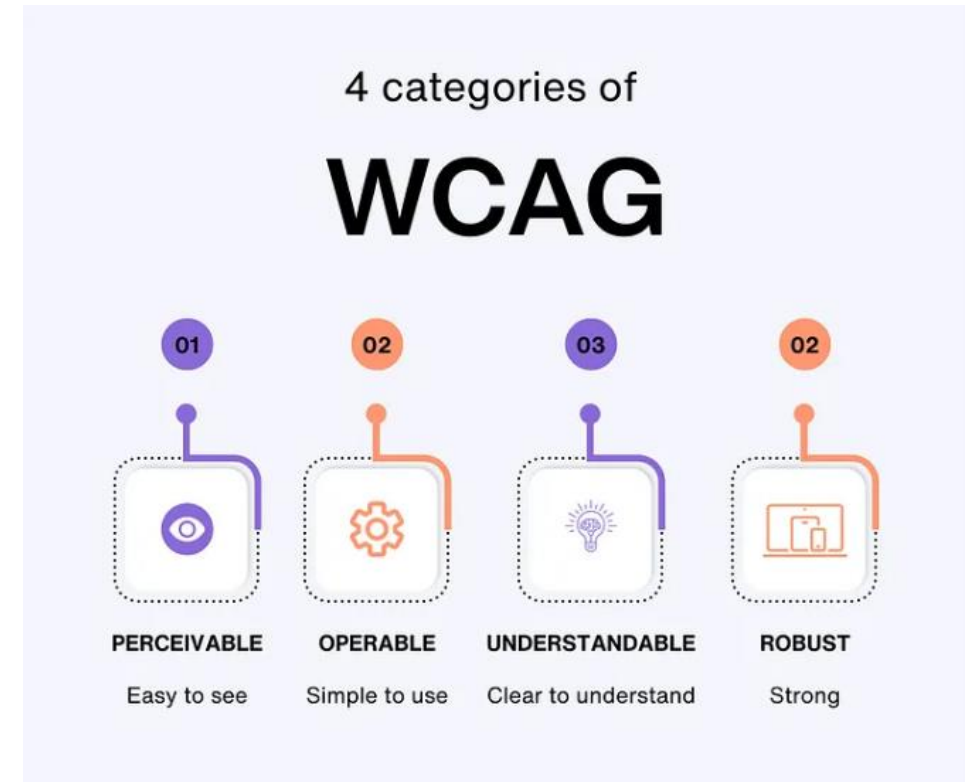 4 categories of
WCAG
01 02 03 02
PERCEIVABLE OPERABLE UNDERSTANDABLE ROBUST
Easy to see Simple to use Clear to understand Strong